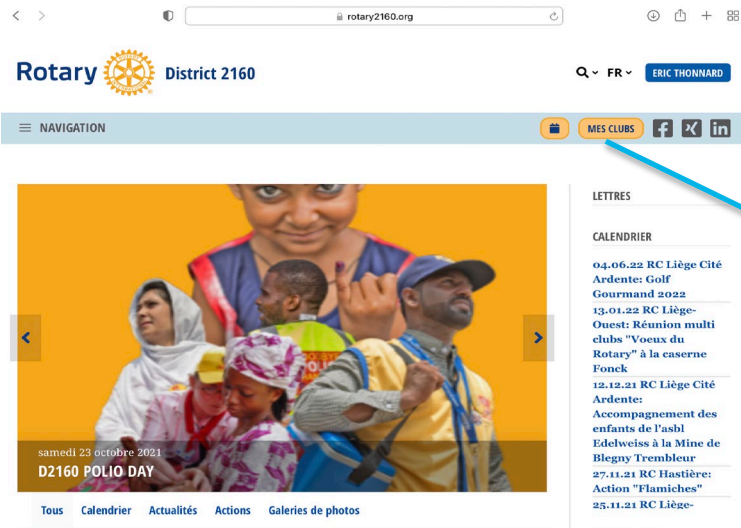 rotary2160.org
Rotary District 2160
FR
ERIC THONNARD
NAVIGATION
MES CLUBS
samedi 23 octobre 2021
D2160 POLIO DAY
Tous Calendrier Actualités Actions Galeries de photos
LETTRES
CALENDRIER
04.06.22 RC Liège Cité
Ardente: Golf
Gourmand 2022
13.01.22 RC Liège-
Ouest: Réunion multi
clubs "Voeux du
Rotary" à la caserne
Fonck
12.12.21 RC Liège Cité
Ardente:
Accompagnement des
enfants de l'asbl
Edelweiss à la Mine de
Blegny Trembleur
27.11.21 RC Hastière:
Action "Flamiches"
25.11.21 RC Liège-